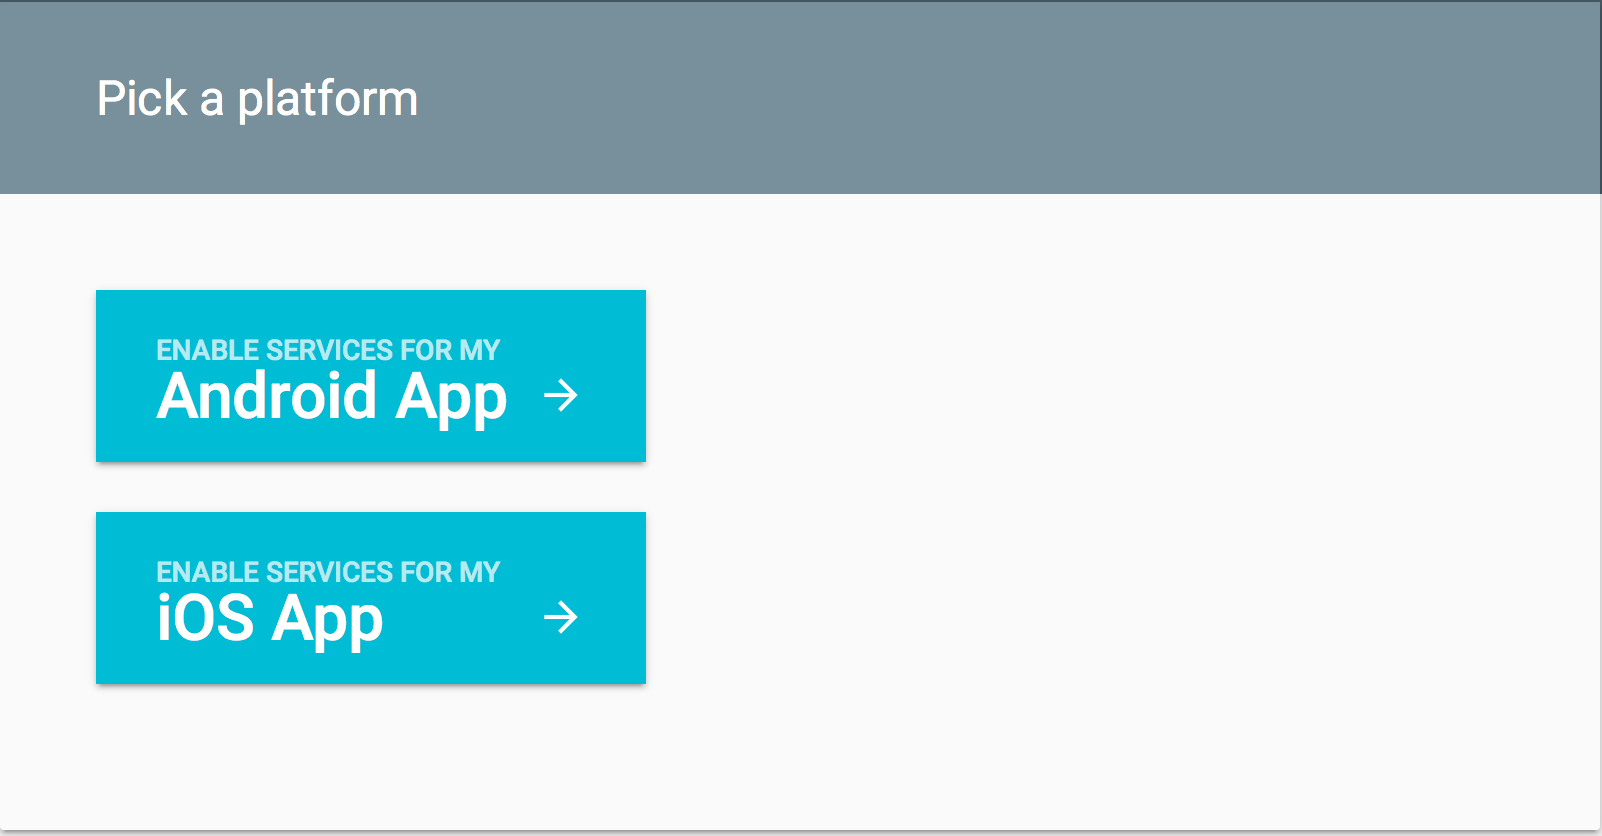 Pick a platform
ENABLE SERVICES FOR MY
Android App
ENABLE SERVICES FOR MY
iOS App